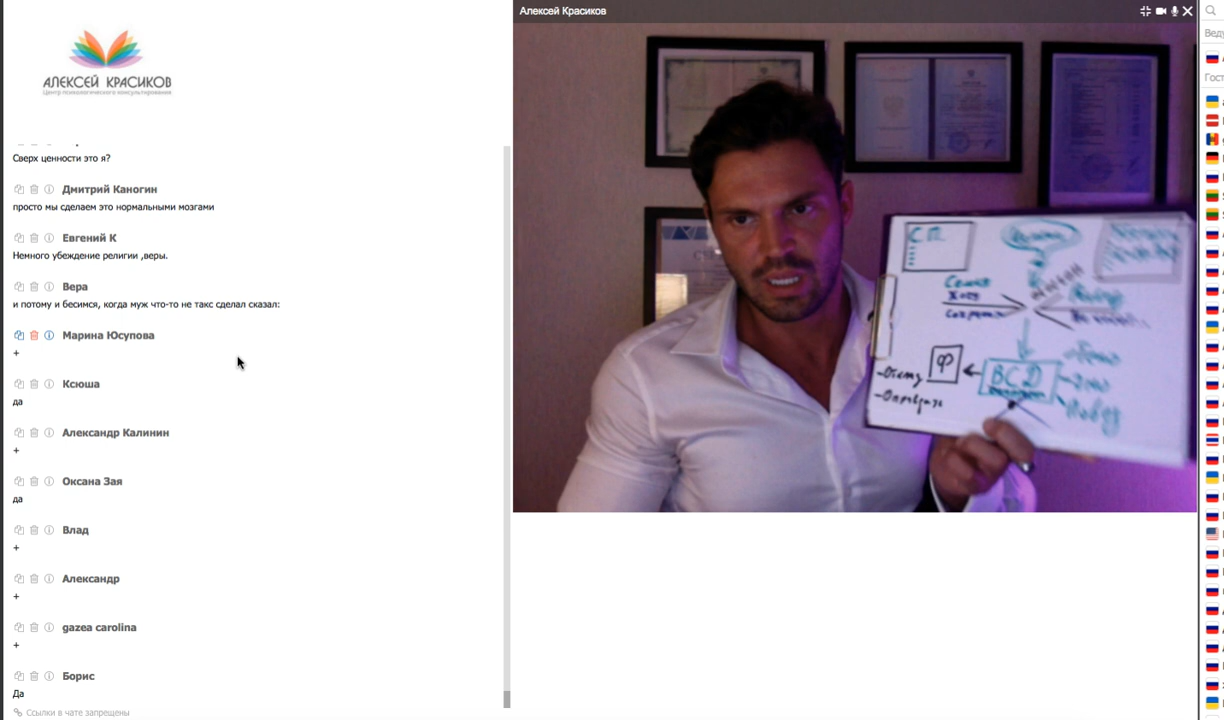 АЛЕКСЕЙ КРАСИКОВ
Центр психологического консультирования
Сверх ценности это я?
Дмитрий Каногин
просто мы сделаем это нормальными мозгами
Евгений К
Немного убеждение религии ,веры.
Вера
и потому и бесимся, когда муж что-то не такс сделал сказал:
Марина Юсупова
+
Ксюша
да
Александр Калинин
+
Оксана Зая
да
Влад
+
Александр
+
gazea carolina
+
Борис
Да
Ссылки в чате запрещены
Алексей Красиков
С.П.
Семья
Хочу
Ф
ВСД